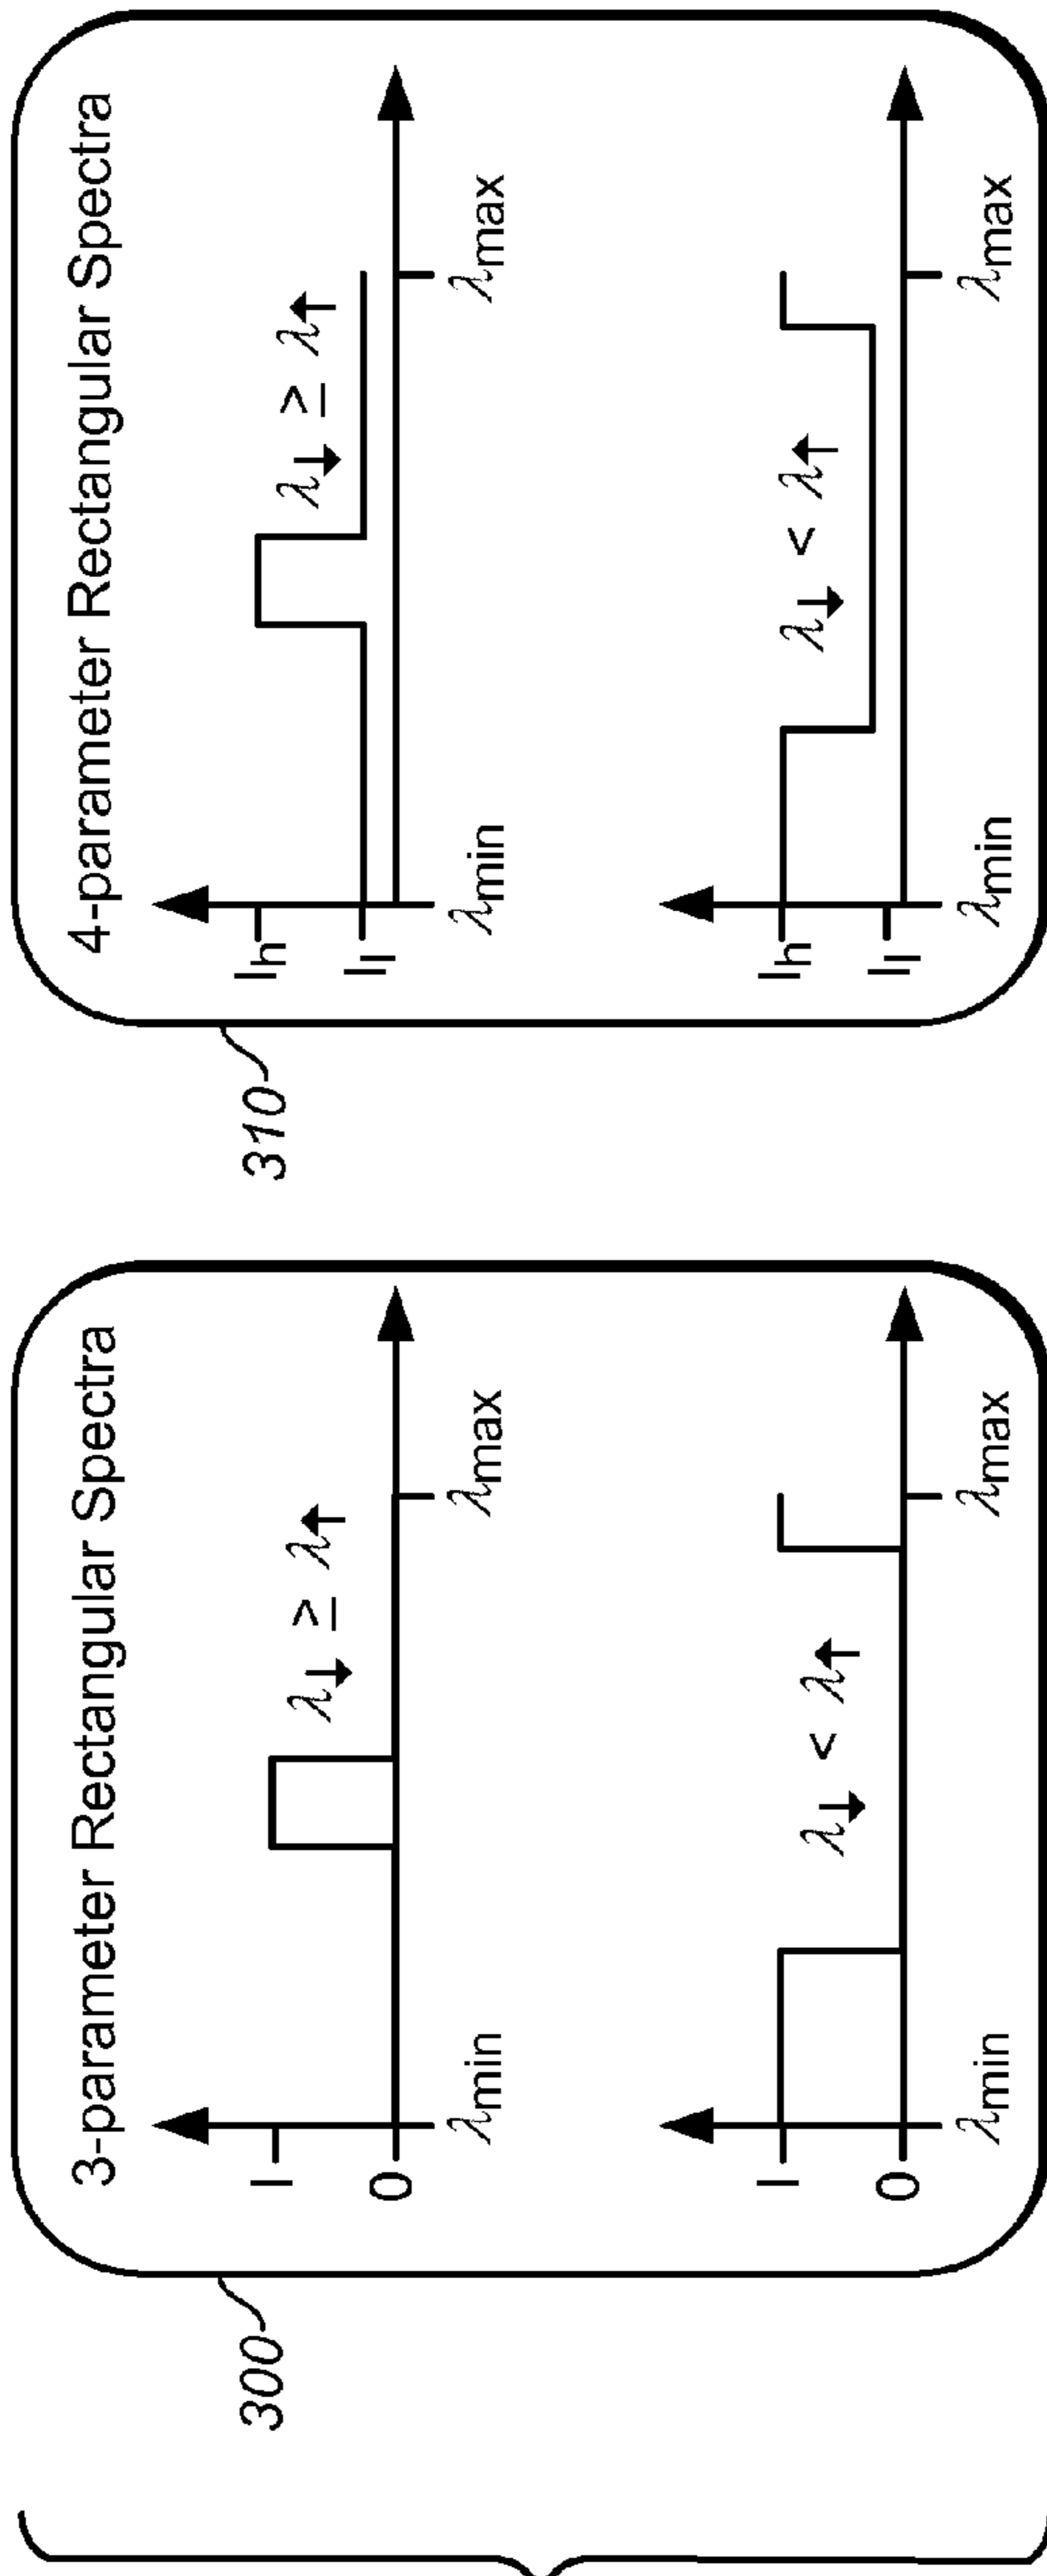 300
3-parameter Rectangular Spectra
I
0
λ↓ ≥ λ↑
λmin
λmax
I
0
λ↓ < λ↑
λmin
λmax
310
4-parameter Rectangular Spectra
Ih
Il
λ↓ ≥ λ↑
λmin
λmax
Ih
Il
λ↓ < λ↑
λmin
λmax